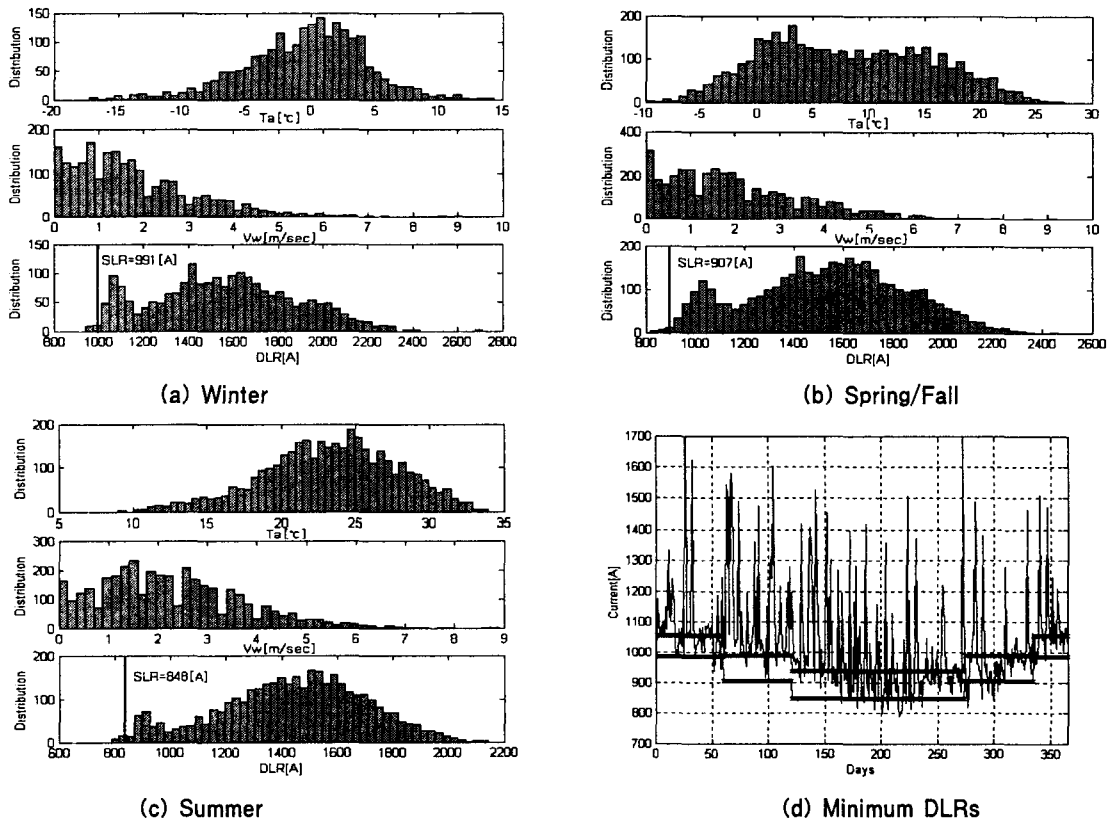 150
100
50
0
Distribution
-20 -15 -10 -5 0 5 10 15
Ta[℃]
200
100
0
Distribution
0 1 2 3 4 5 6 7 8 9 10
Vw[m/sec]
150
100
50
0
Distribution
SLR=991[A]
800 1000 1200 1400 1600 1800 2000 2200 2400 2600 2800
DLR[A]
(a) Winter
200
150
100
50
0
Distribution
-10 -5 0 5 10 15 20 25 30
Ta[℃]
400
200
0
Distribution
0 1 2 3 4 5 6 7 8 9 10
Vw[m/sec]
200
100
0
Distribution
SLR=907[A]
800 1000 1200 1400 1600 1800 2000 2200 2400 2600
DLR[A]
(b) Spring/Fall
200
100
0
Distribution
5 10 15 20 25 30 35
Ta[℃]
300
200
100
0
Distribution
0 1 2 3 4 5 6 7 8 9
Vw[m/sec]
200
100
0
Distribution
SLR=848[A]
600 800 1000 1200 1400 1600 1800 2000 2200
DLR[A]
(c) Summer
1700
1600
1500
1400
1300
1200
1100
1000
900
800
700
Current[A]
0 50 100 150 200 250 300 350
Days
(d) Minimum DLRs